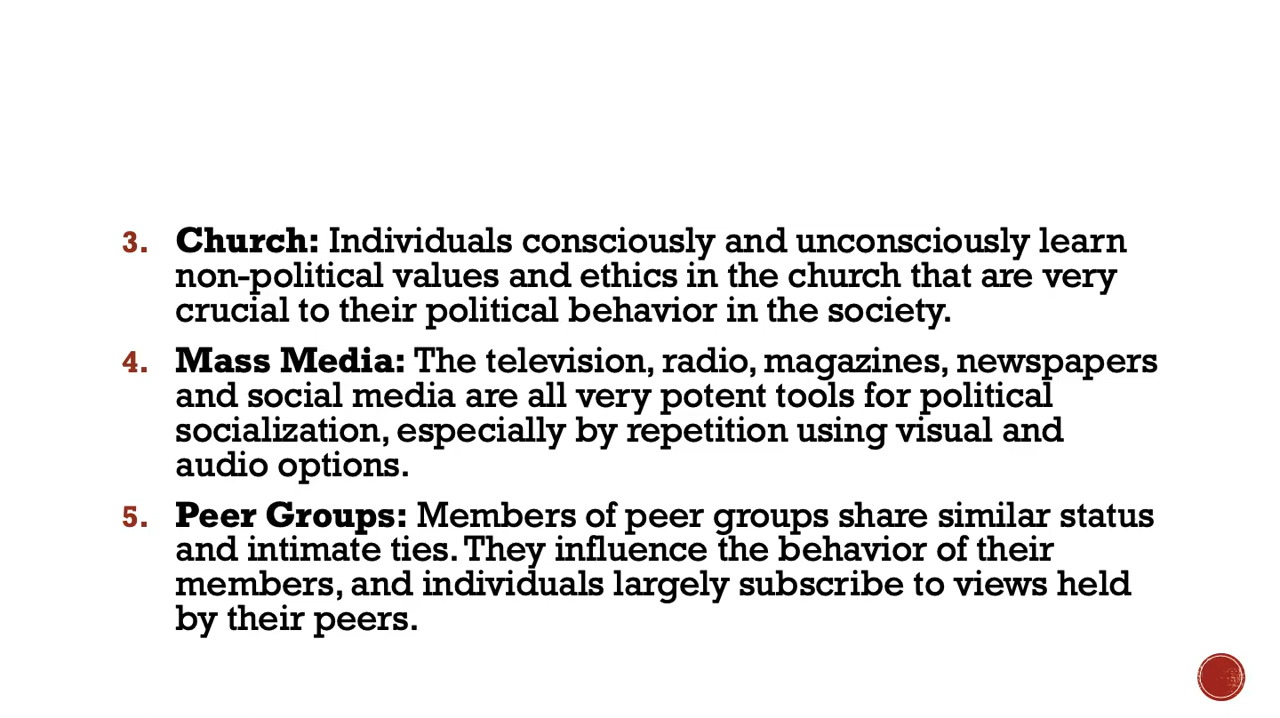 3. Church: Individuals consciously and unconsciously learn
non-political values and ethics in the church that are very
crucial to their political behavior in the society.
4. Mass Media: The television, radio, magazines, newspapers
and social media are all very potent tools for political
socialization, especially by repetition using visual and
audio options.
5. Peer Groups: Members of peer groups share similar status
and intimate ties. They influence the behavior of their
members, and individuals largely subscribe to views held
by their peers.